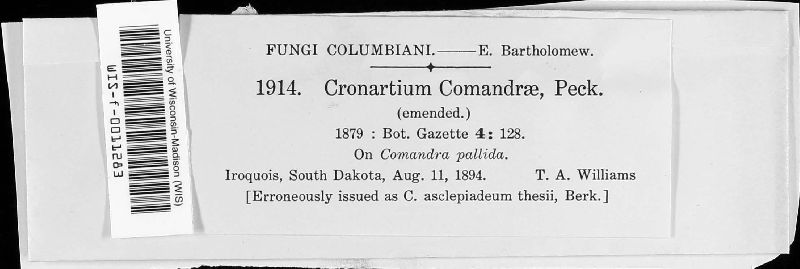 FUNGI COLUMBIANI.——E. Bartholomew.
1914. Cronartium Comandræ, Peck.
(emended.)
1879 : Bot. Gazette 4: 128.
On Comandra pallida.
Iroquois, South Dakota, Aug. 11, 1894. T. A. Williams
[Erroneously issued as C. asclepiadeum thesii, Berk.]
University of Wisconsin-Madison (WIS)
WIS-f-0011263